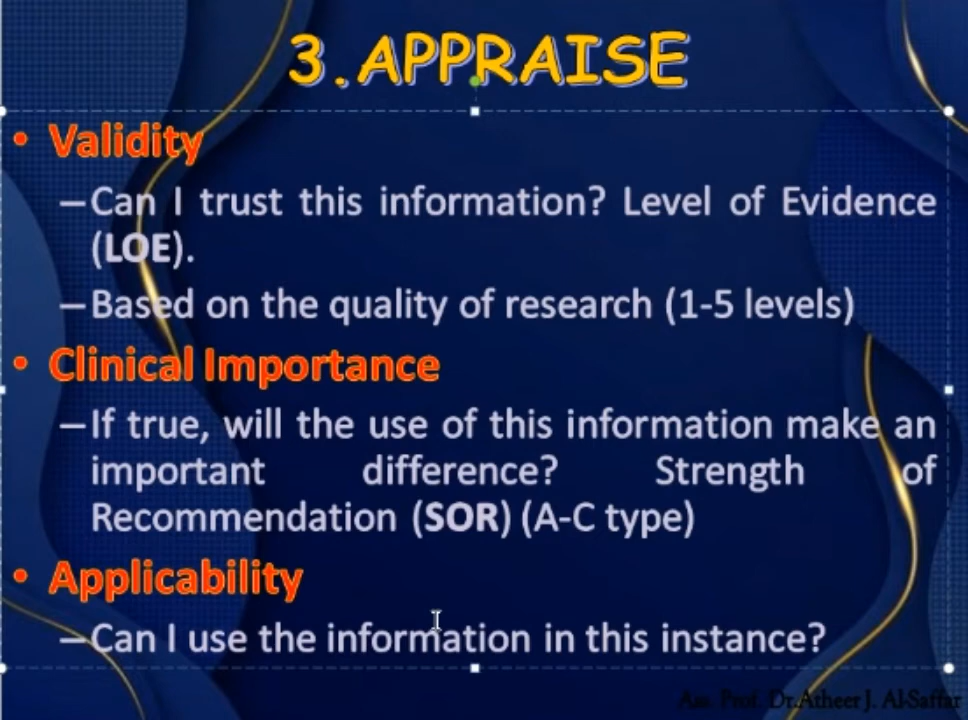 3.APPRAISE
• Validity
–Can I trust this information? Level of Evidence
(LOE).
–Based on the quality of research (1-5 levels)
• Clinical Importance
–If true, will the use of this information make an
important difference? Strength of
Recommendation (SOR) (A-C type)
• Applicability
–Can I use the information in this instance?
Ass. Prof. Dr.Atheer J. Al-Saffar